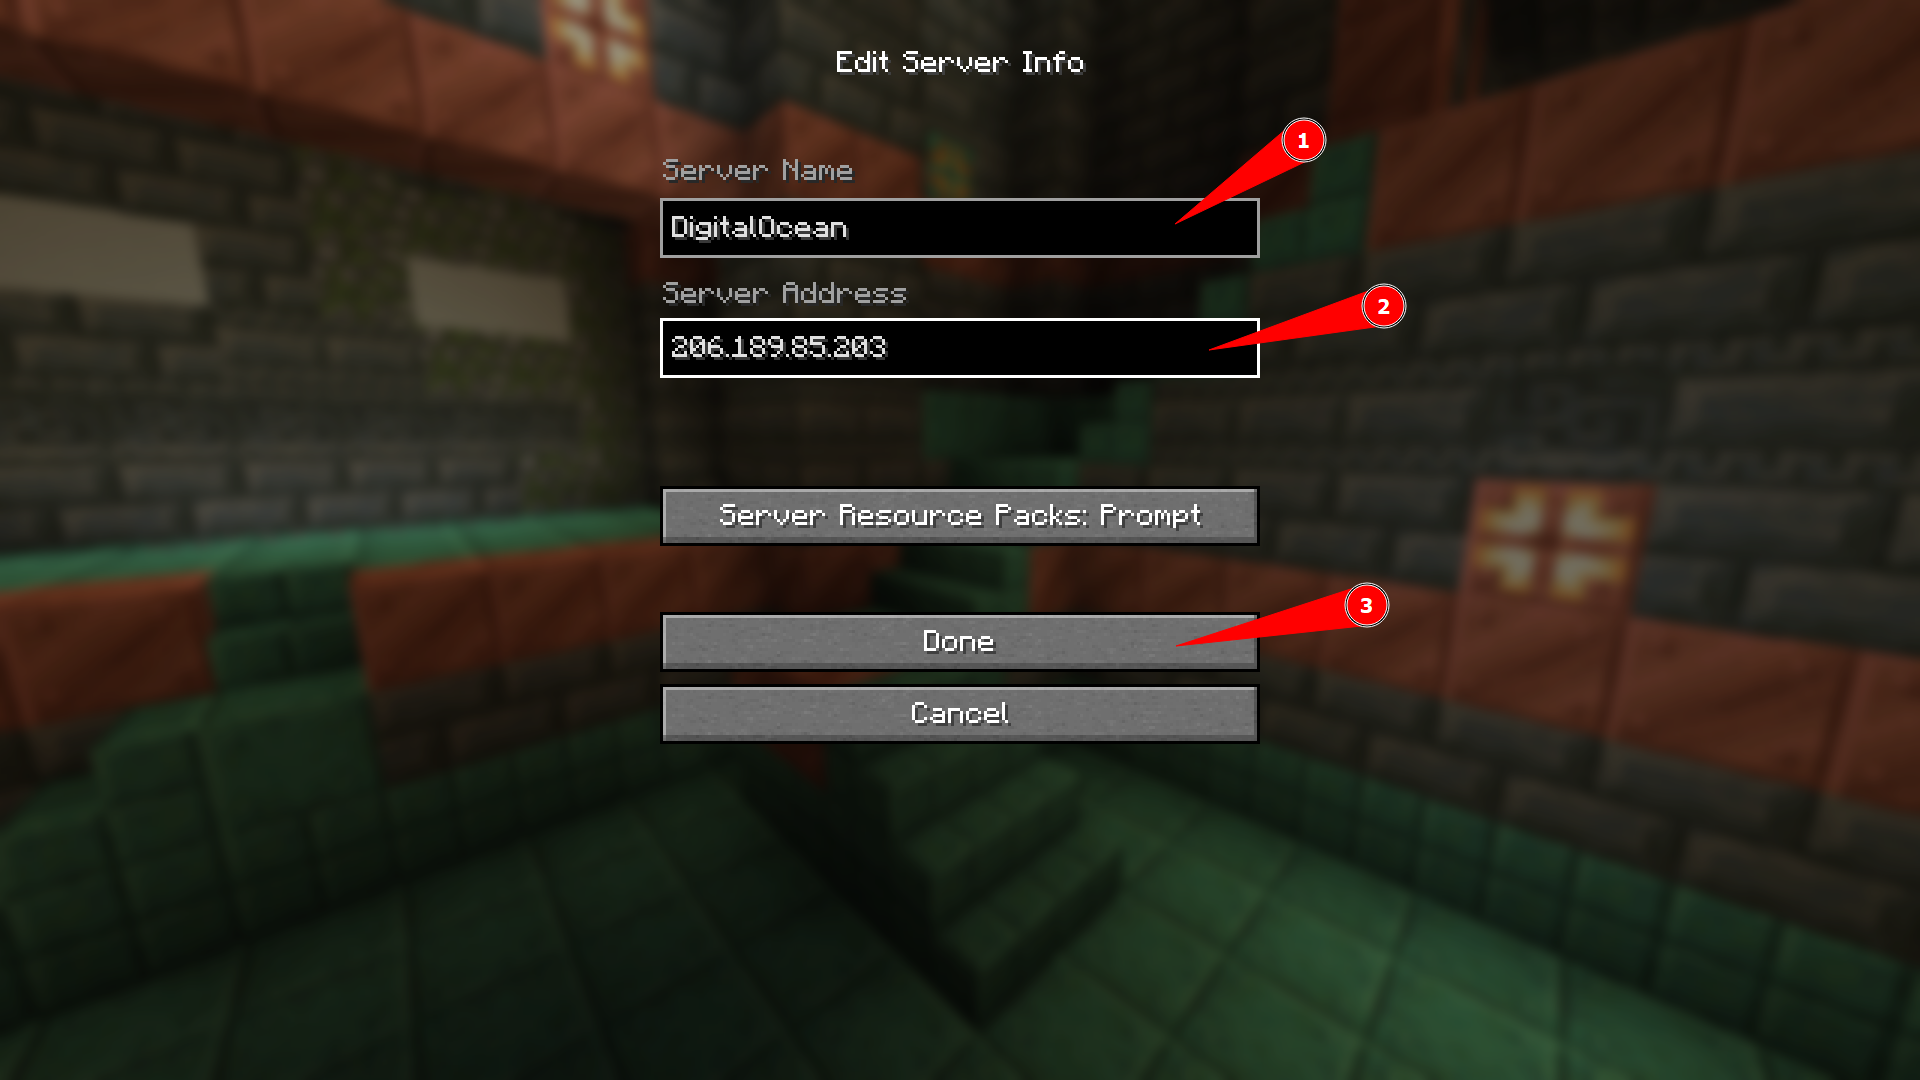 Edit Server Info
1
Server Name
DigitalOcean
Server Address
2
206.189.85.203
Server Resource Packs: Prompt
3
Done
Cancel